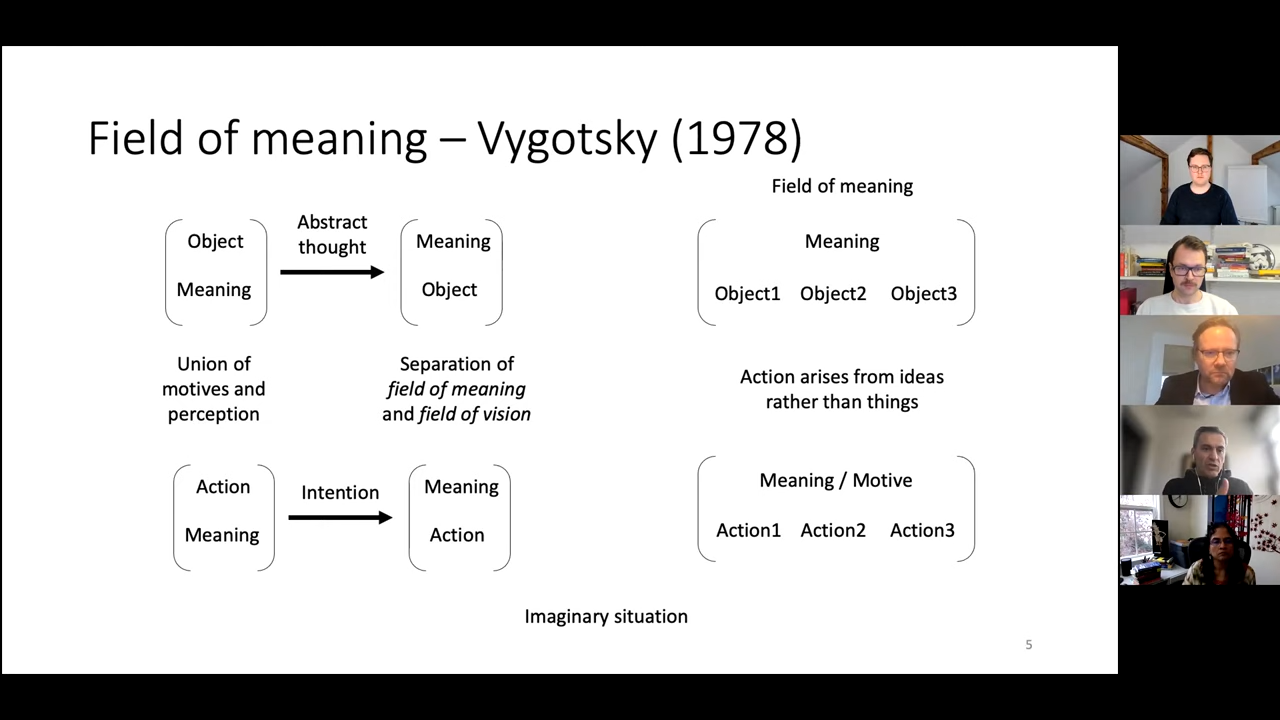 Field of meaning – Vygotsky (1978)
Field of meaning
Object
Meaning
Abstract
thought
Meaning
Object
Meaning
Object1 Object2 Object3
Union of
motives and
perception
Separation of
field of meaning
and field of vision
Action arises from ideas
rather than things
Action
Meaning
Intention
Meaning
Action
Meaning / Motive
Action1 Action2 Action3
Imaginary situation
5